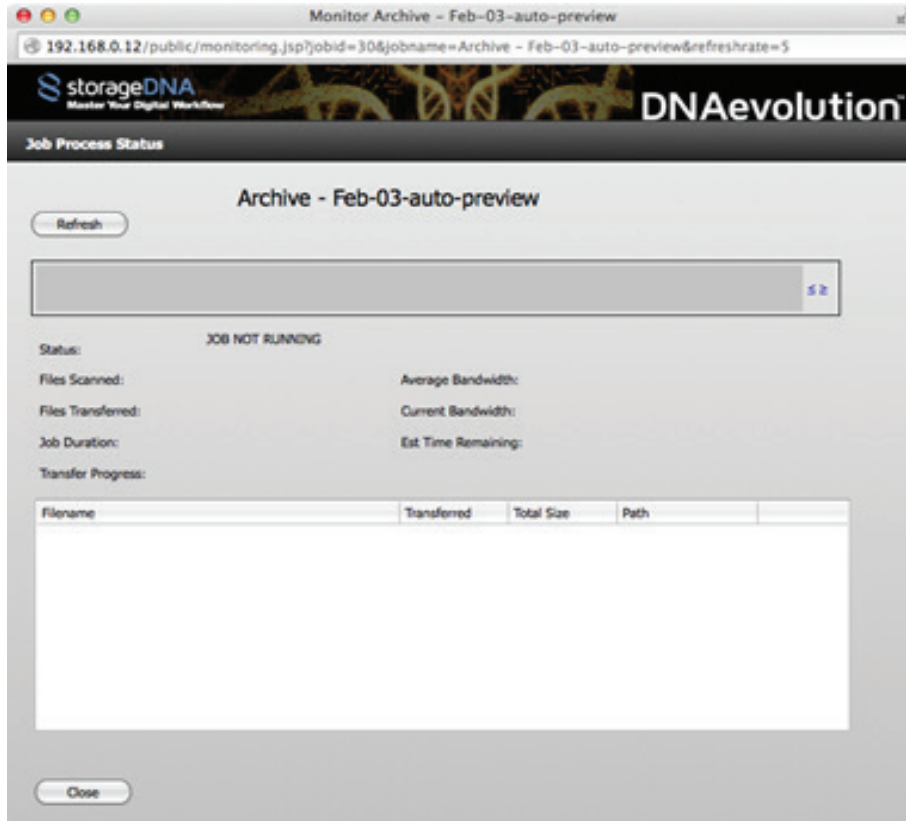 Monitor Archive - Feb-03-auto-preview
192.168.0.12/public/monitoring.jsp?jobid=30&jobname=Archive - Feb-03-auto-preview&refreshrate=5
storageDNA
Master Your Digital Workflow
DNAevolution
Job Process Status
Archive - Feb-03-auto-preview
Refresh
≤ ≥
Status: JOB NOT RUNNING
Files Scanned: Average Bandwidth:
Files Transferred: Current Bandwidth:
Job Duration: Est Time Remaining:
Transfer Progress:
Filename Transferred Total Size Path
Close